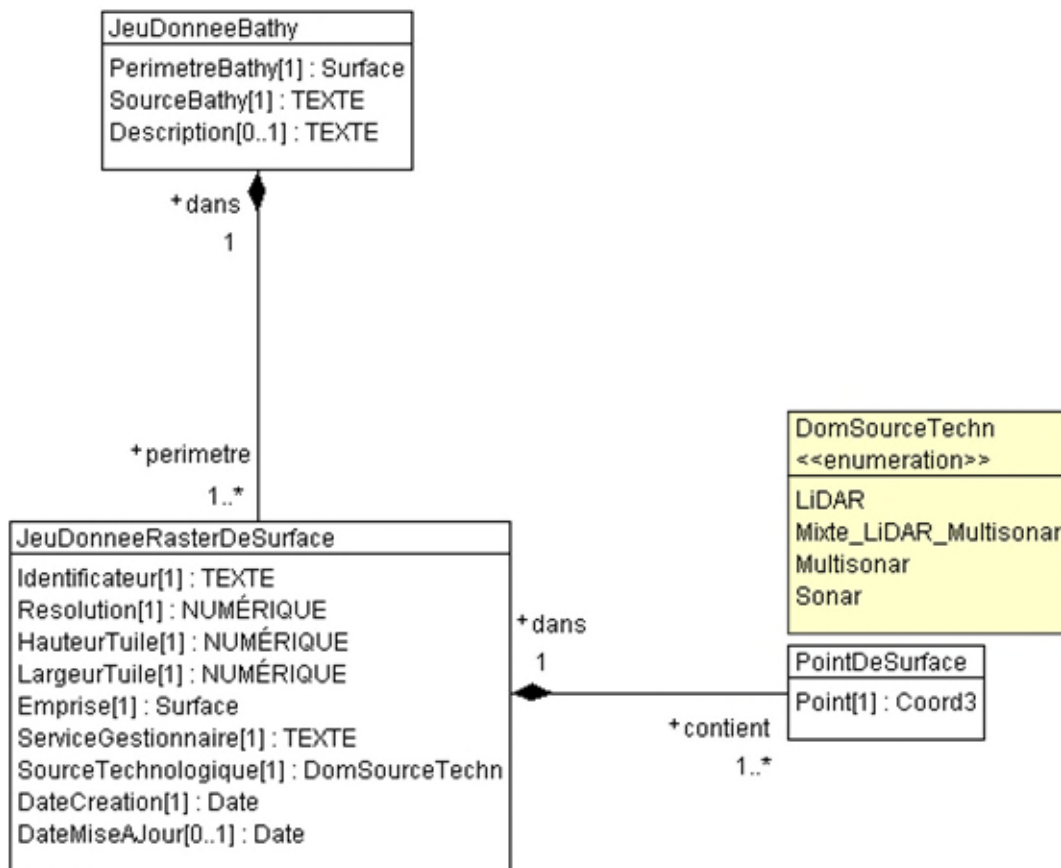 JeuDonneeBathy
PerimetreBathy[1] : Surface
SourceBathy[1] : TEXTE
Description[0..1] : TEXTE
+dans
1
+perimetre
1..*
JeuDonneeRasterDeSurface
Identificateur[1] : TEXTE
Resolution[1] : NUMÉRIQUE
HauteurTuile[1] : NUMÉRIQUE
LargeurTuile[1] : NUMÉRIQUE
Emprise[1] : Surface
ServiceGestionnaire[1] : TEXTE
SourceTechnologique[1] : DomSourceTechn
DateCreation[1] : Date
DateMiseAJour[0..1] : Date
+dans
1
+contient
1..*
DomSourceTechn
<<enumeration>>
LiDAR
Mixte_LiDAR_Multisonar
Multisonar
Sonar
PointDeSurface
Point[1] : Coord3